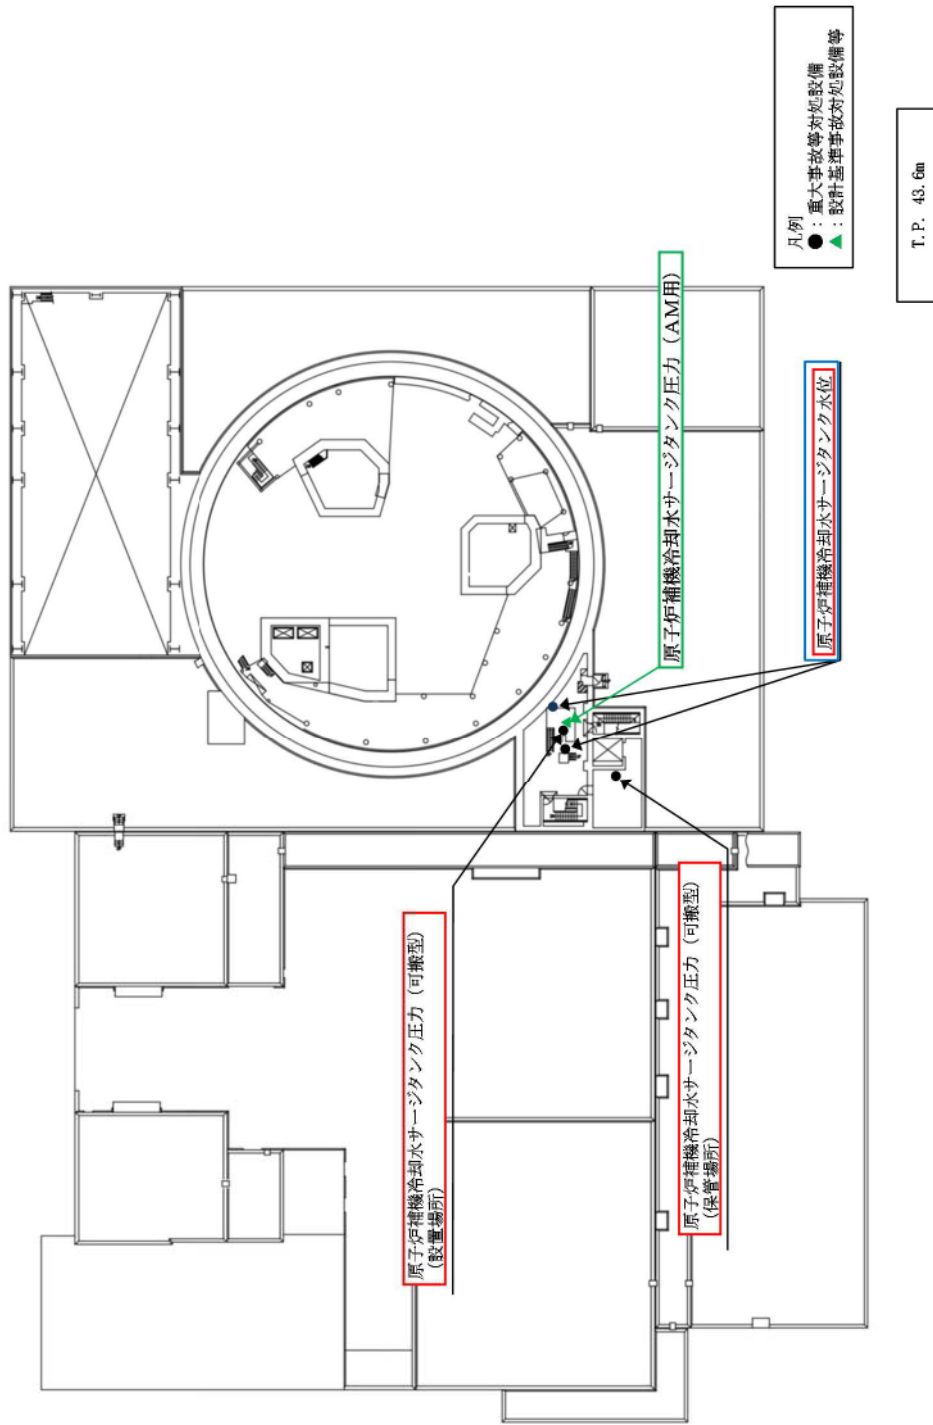 凡例
●：重大事故等対処設備
▲：設計基準事故対処設備等
T.P. 43.6m
原子炉補機冷却水サージタンク圧力（AM用）
原子炉補機冷却水サージタンク水位
原子炉補機冷却水サージタンク圧力（可搬型）
（設置場所）
原子炉補機冷却水サージタンク圧力（可搬型）
（保管場所）